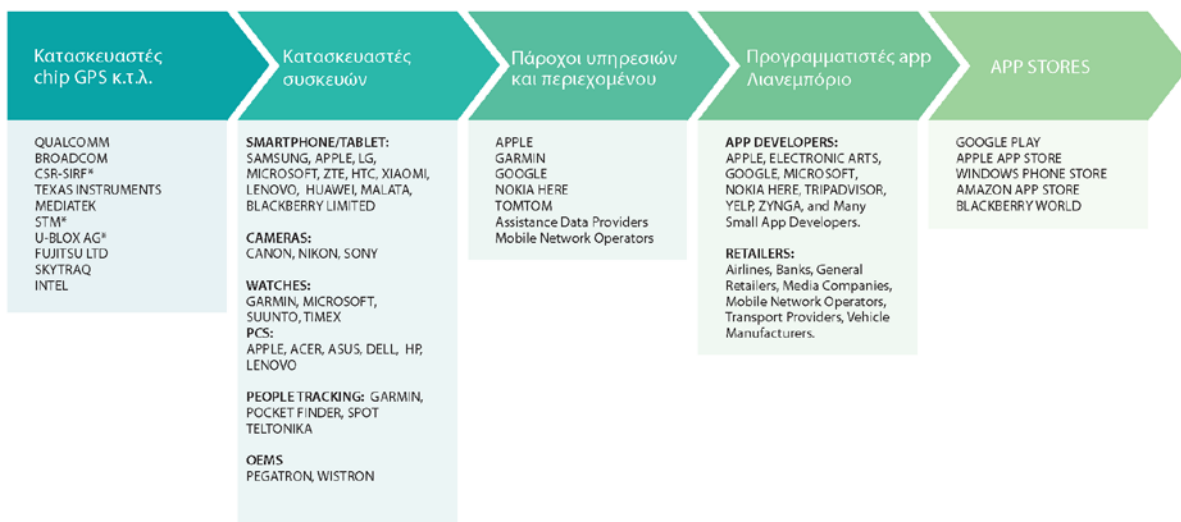 Κατασκευαστές
chip GPS κ.τ.λ.
QUALCOMM
BROADCOM
CSR-SIRF*
TEXAS INSTRUMENTS
MEDIATEK
STM*
U-BLOX AG*
FUJITSU LTD
SKYTRAQ
INTEL
Κατασκευαστές
συσκευών
SMARTPHONE/TABLET:
SAMSUNG, APPLE, LG,
MICROSOFT, ZTE, HTC, XIAOMI,
LENOVO, HUAWEI, MALATA,
BLACKBERRY LIMITED
CAMERAS:
CANON, NIKON, SONY
WATCHES:
GARMIN, MICROSOFT,
SUUNTO, TIMEX
PCS:
APPLE, ACER, ASUS, DELL, HP,
LENOVO
PEOPLE TRACKING: GARMIN,
POCKET FINDER, SPOT
TELTONIKA
OEMS
PEGATRON, WISTRON
Πάροχοι υπηρεσιών
και περιεχομένου
APPLE
GARMIN
GOOGLE
NOKIA HERE
TOMTOM
Assistance Data Providers
Mobile Network Operators
Προγραμματιστές app
Λιανεμπόριο
APP DEVELOPERS:
APPLE, ELECTRONIC ARTS,
GOOGLE, MICROSOFT,
NOKIA HERE, TRIPADVISOR,
YELP, ZYNGA, and Many
Small App Developers.
RETAILERS:
Airlines, Banks, General
Retailers, Media Companies,
Mobile Network Operators,
Transport Providers, Vehicle
Manufacturers.
APP STORES
GOOGLE PLAY
APPLE APP STORE
WINDOWS PHONE STORE
AMAZON APP STORE
BLACKBERRY WORLD